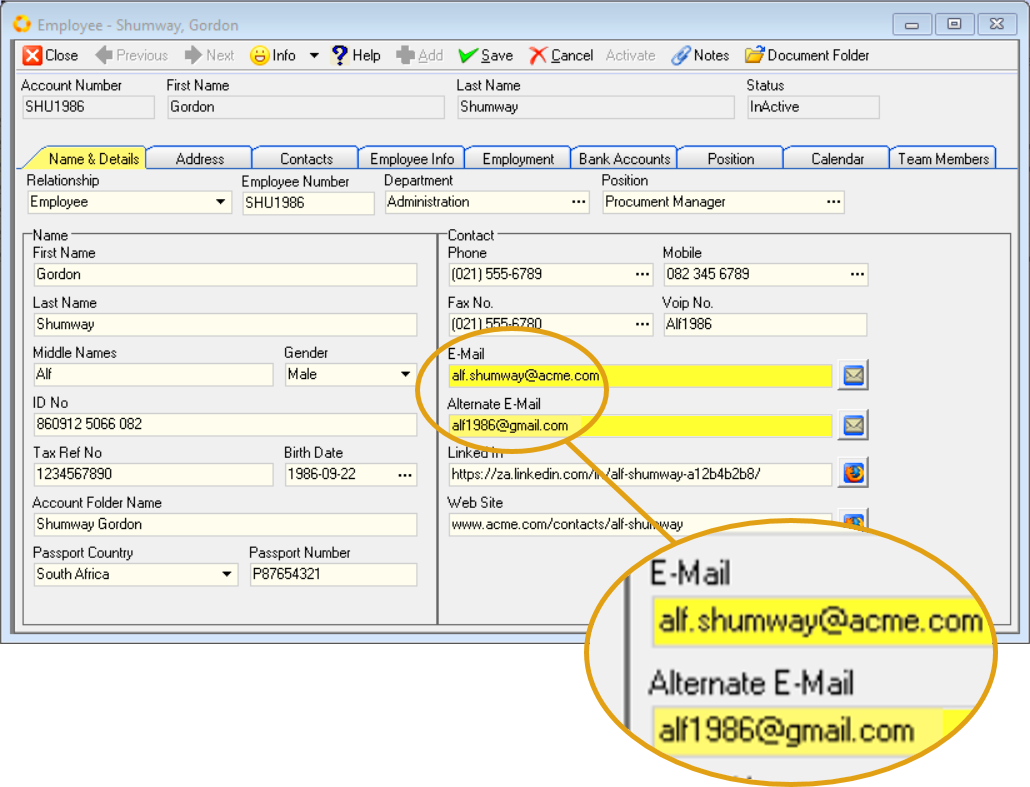 Employee - Shumway, Gordon
Close Previous Next Info Help Add Save Cancel Activate Notes Document Folder
Account Number First Name Last Name Status
SHU1986 Gordon Shumway InActive
Name & Details Address Contacts Employee Info Employment Bank Accounts Position Calendar Team Members
Relationship Employee Number Department Position
Employee SHU1986 Administration ... Procument Manager ...
Name Contact
First Name Phone Mobile
Gordon (021) 555-6789 ... 082 345 6789 ...
Last Name Fax No. Voip No.
Shumway (021) 555-6780 ... Alf1986
Middle Names Gender E-Mail
Alf Male alf.shumway@acme.com
ID No Alternate E-Mail
860912 5066 082 alf1986@gmail.com
Tax Ref No Birth Date Linked In
1234567890 1986-09-22 ... https://za.linkedin.com/in/alf-shumway-a12b4b2b8/
Account Folder Name Web Site
Shumway Gordon www.acme.com/contacts/alf-shumway
Passport Country Passport Number
South Africa P87654321
E-Mail
alf.shumway@acme.com
Alternate E-Mail
alf1986@gmail.com